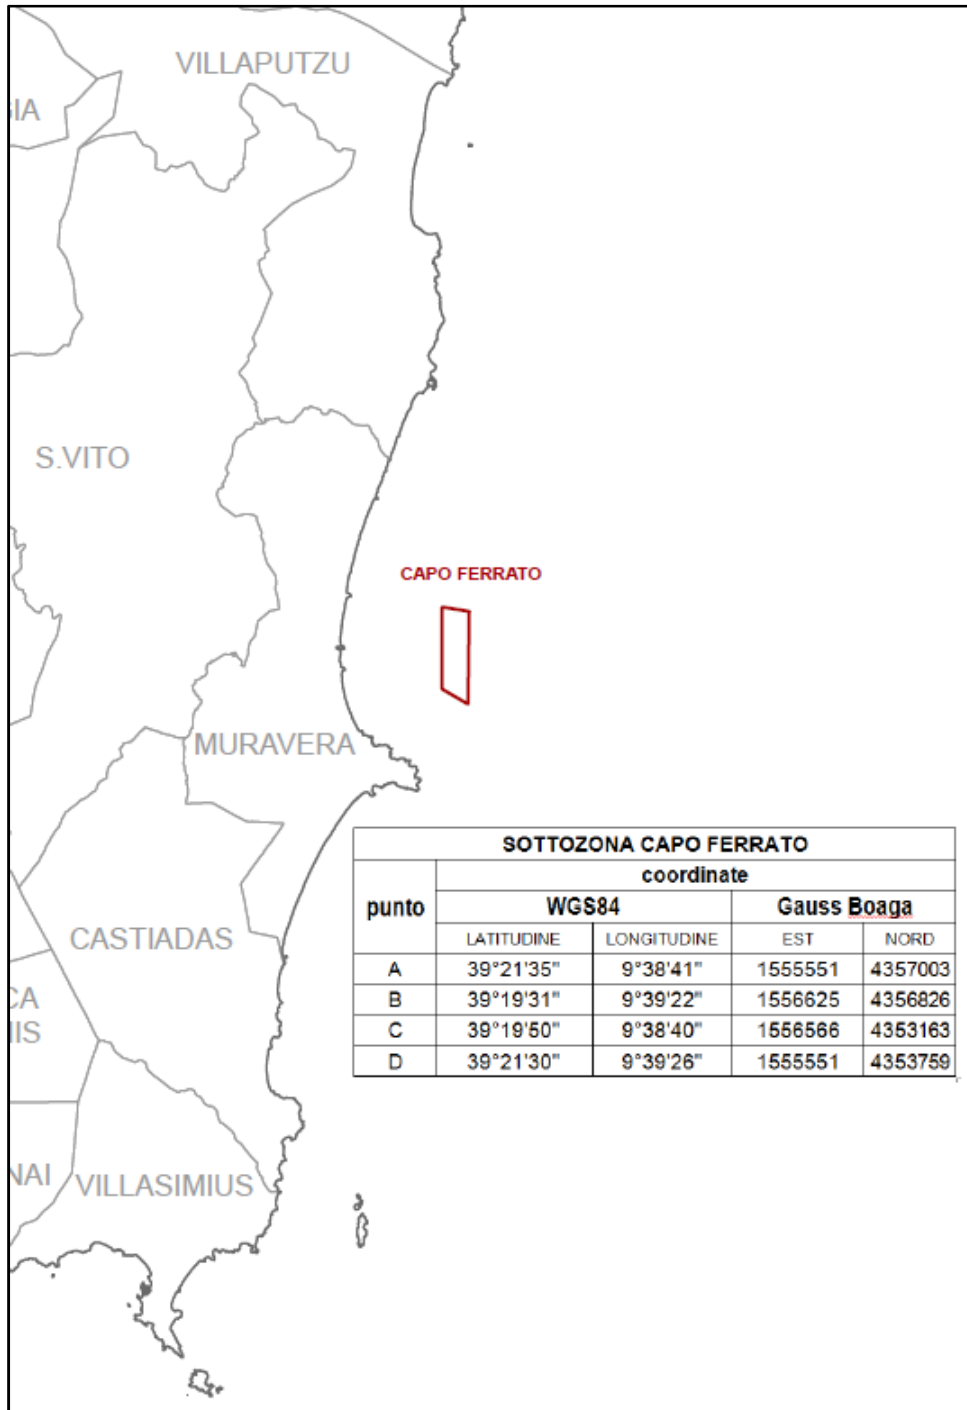 VILLAPUTZU
IA
S.VITO
CAPO FERRATO
MURAVERA
SOTTOZONA CAPO FERRATO
punto coordinate
WGS84 Gauss Boaga
LATITUDINE LONGITUDINE EST NORD
A 39°21'35" 9°38'41" 1555551 4357003
B 39°19'31" 9°39'22" 1556625 4356826
C 39°19'50" 9°38'40" 1556566 4353163
D 39°21'30" 9°39'26" 1555551 4353759
CASTIADAS
CA
IIS
NAI
VILLASIMIUS